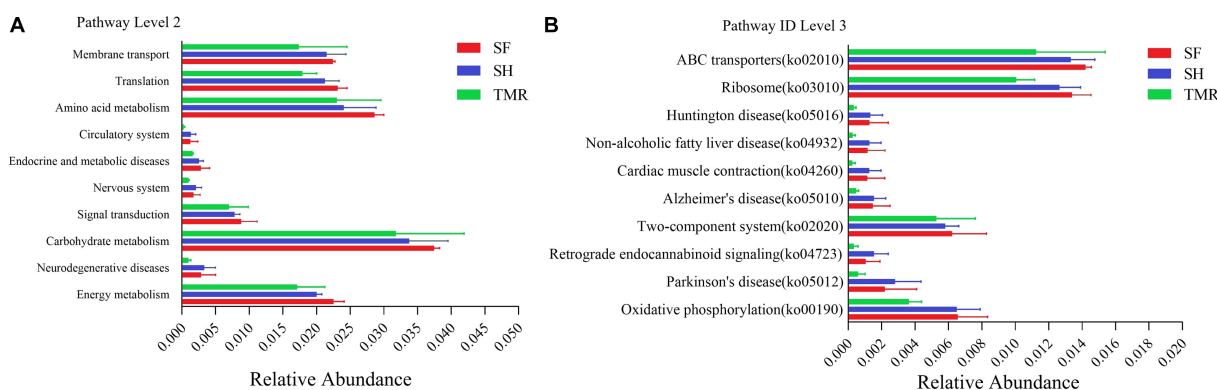 A
Pathway Level 2
Membrane transport
Translation
Amino acid metabolism
Circulatory system
Endocrine and metabolic diseases
Nervous system
Signal transduction
Carbohydrate metabolism
Neurodegenerative diseases
Energy metabolism
SF
SH
TMR
0.000
0.005
0.010
0.015
0.020
0.025
0.030
0.035
0.040
0.045
0.050
Relative Abundance
B
Pathway ID Level 3
ABC transporters(ko02010)
Ribosome(ko03010)
Huntington disease(ko05016)
Non-alcoholic fatty liver disease(ko04932)
Cardiac muscle contraction(ko04260)
Alzheimer's disease(ko05010)
Two-component system(ko02020)
Retrograde endocannabinoid signaling(ko04723)
Parkinson's disease(ko05012)
Oxidative phosphorylation(ko00190)
SF
SH
TMR
0.000
0.002
0.004
0.006
0.008
0.010
0.012
0.014
0.016
0.018
0.020
Relative Abundance